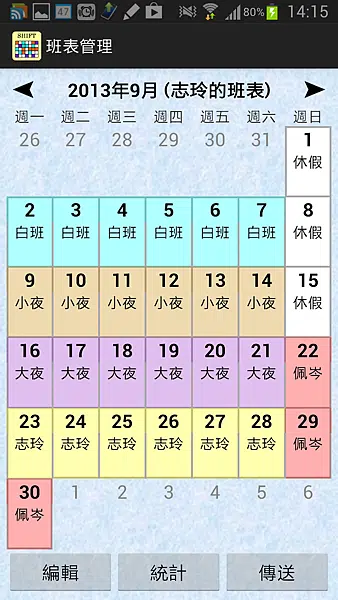 47
80% 14:15
SHIFT 班表管理
2013年9月 (志玲的班表)
週一 週二 週三 週四 週五 週六 週日
26 27 28 29 30 31 1
休假
2 3 4 5 6 7 8
白班 白班 白班 白班 白班 白班 休假
9 10 11 12 13 14 15
小夜 小夜 小夜 小夜 小夜 小夜 休假
16 17 18 19 20 21 22
大夜 大夜 大夜 大夜 大夜 大夜 佩岑
23 24 25 26 27 28 29
志玲 志玲 志玲 志玲 志玲 志玲 佩岑
30 1 2 3 4 5 6
佩岑
編輯 統計 傳送